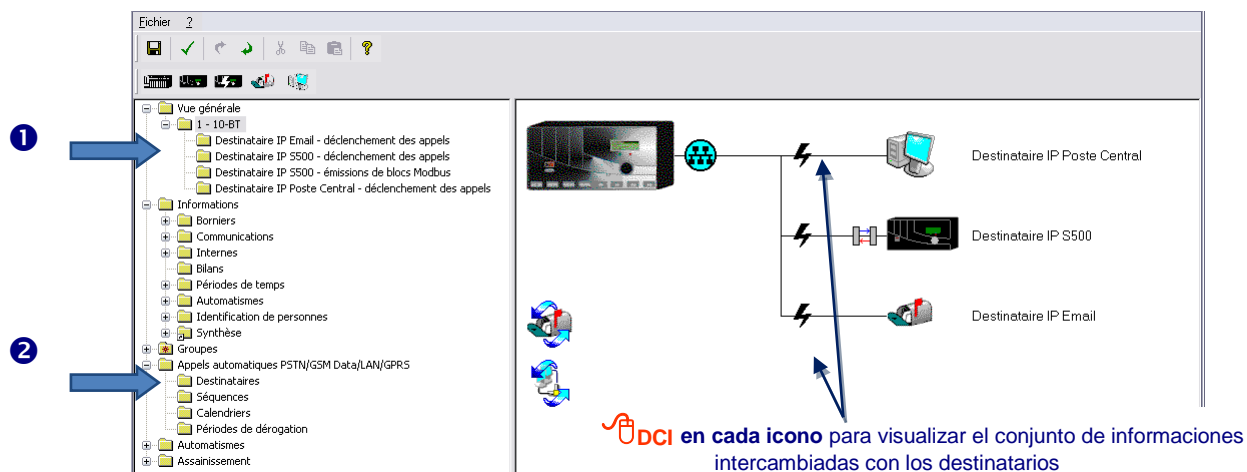 Fichier ?
❶
Vue générale
1 - 10-BT
Destinataire IP Email - déclenchement des appels
Destinataire IP S500 - déclenchement des appels
Destinataire IP S500 - émissions de blocs Modbus
Destinataire IP Poste Central - déclenchement des appels
Informations
Borniers
Communications
Internes
Bilans
Périodes de temps
Automatismes
Identification de personnes
Synthèse
❷
Groupes
Appels automatiques PSTN/GSM Data/LAN/GPRS
Destinataires
Séquences
Calendriers
Périodes de dérogation
Automatismes
Assainissement
Destinataire IP Poste Central
Destinataire IP S500
Destinataire IP Email
DCI en cada icono para visualizar el conjunto de informaciones
intercambiadas con los destinatarios